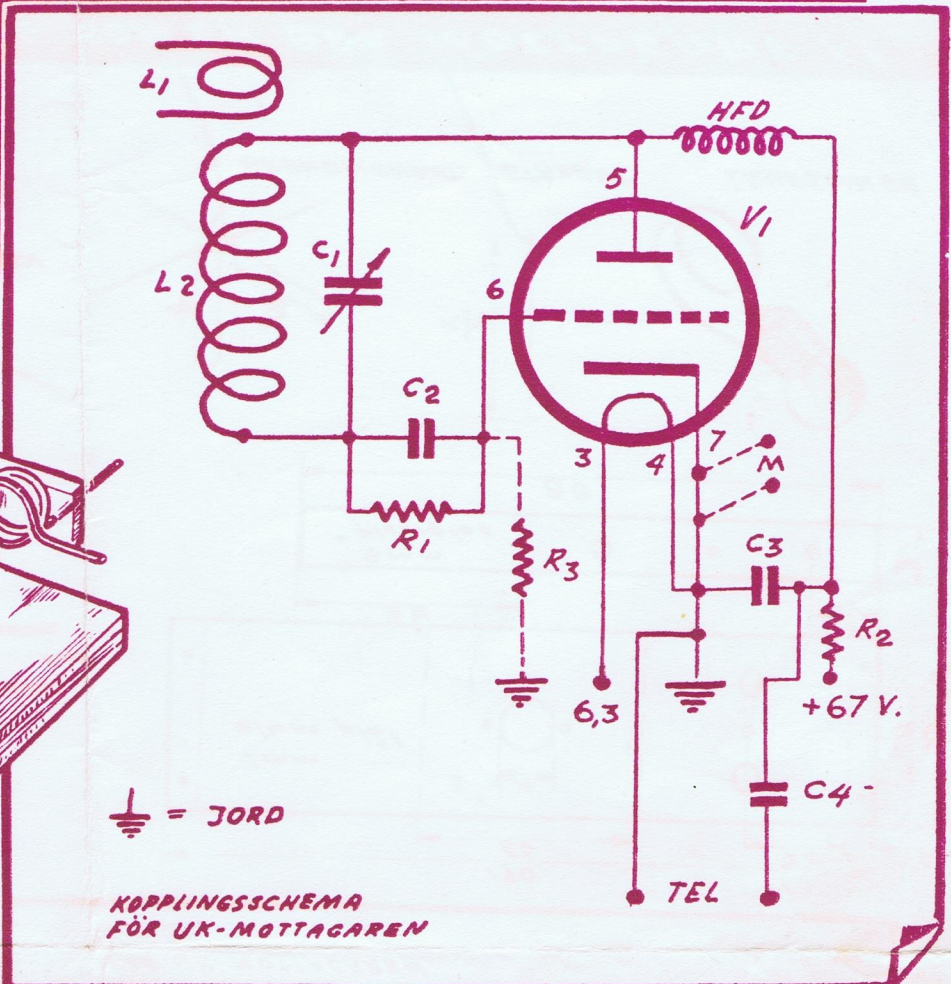 L1
HFD
5
V1
C1
L2
6
C2
3
4
7
M
R1
R3
C3
R2
6,3
+67 V.
C4
= JORD
TEL
KOPPLINGSSCHEMA
FÖR UK-MOTTAGAREN